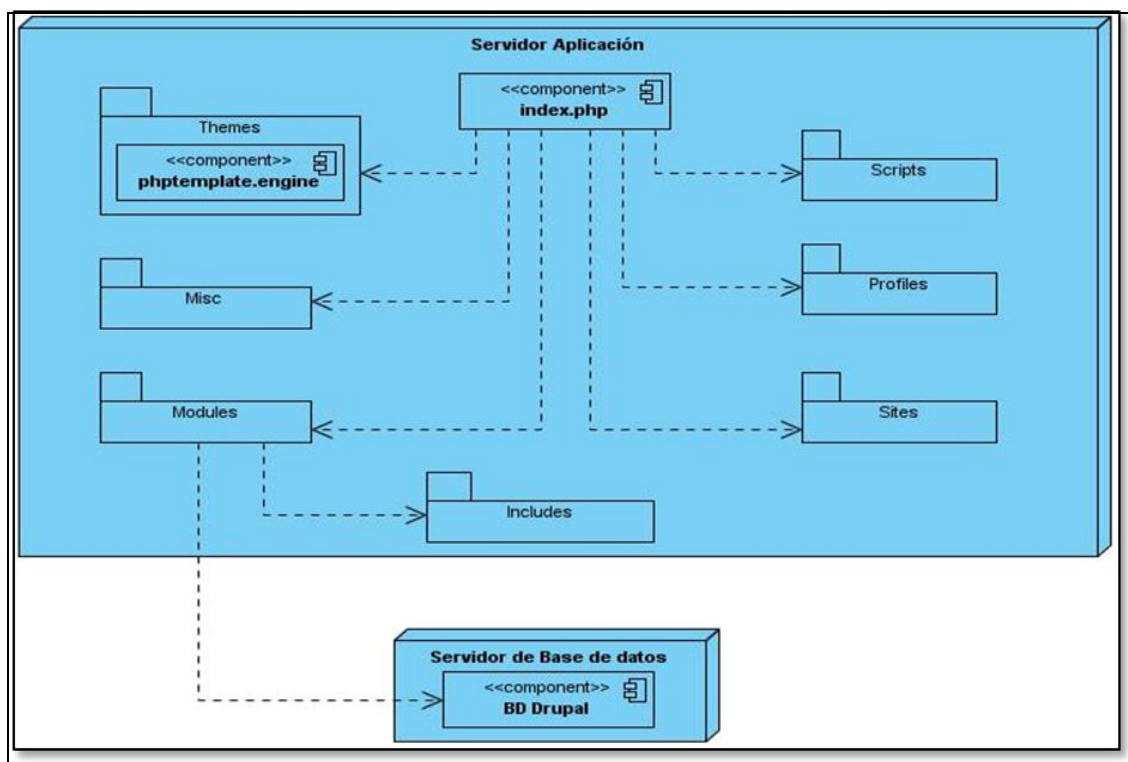 Servidor Aplicación
<<component>>
index.php
Themes
<<component>>
phptemplate.engine
Scripts
Misc
Profiles
Modules
Sites
Includes
Servidor de Base de datos
<<component>>
BD Drupal